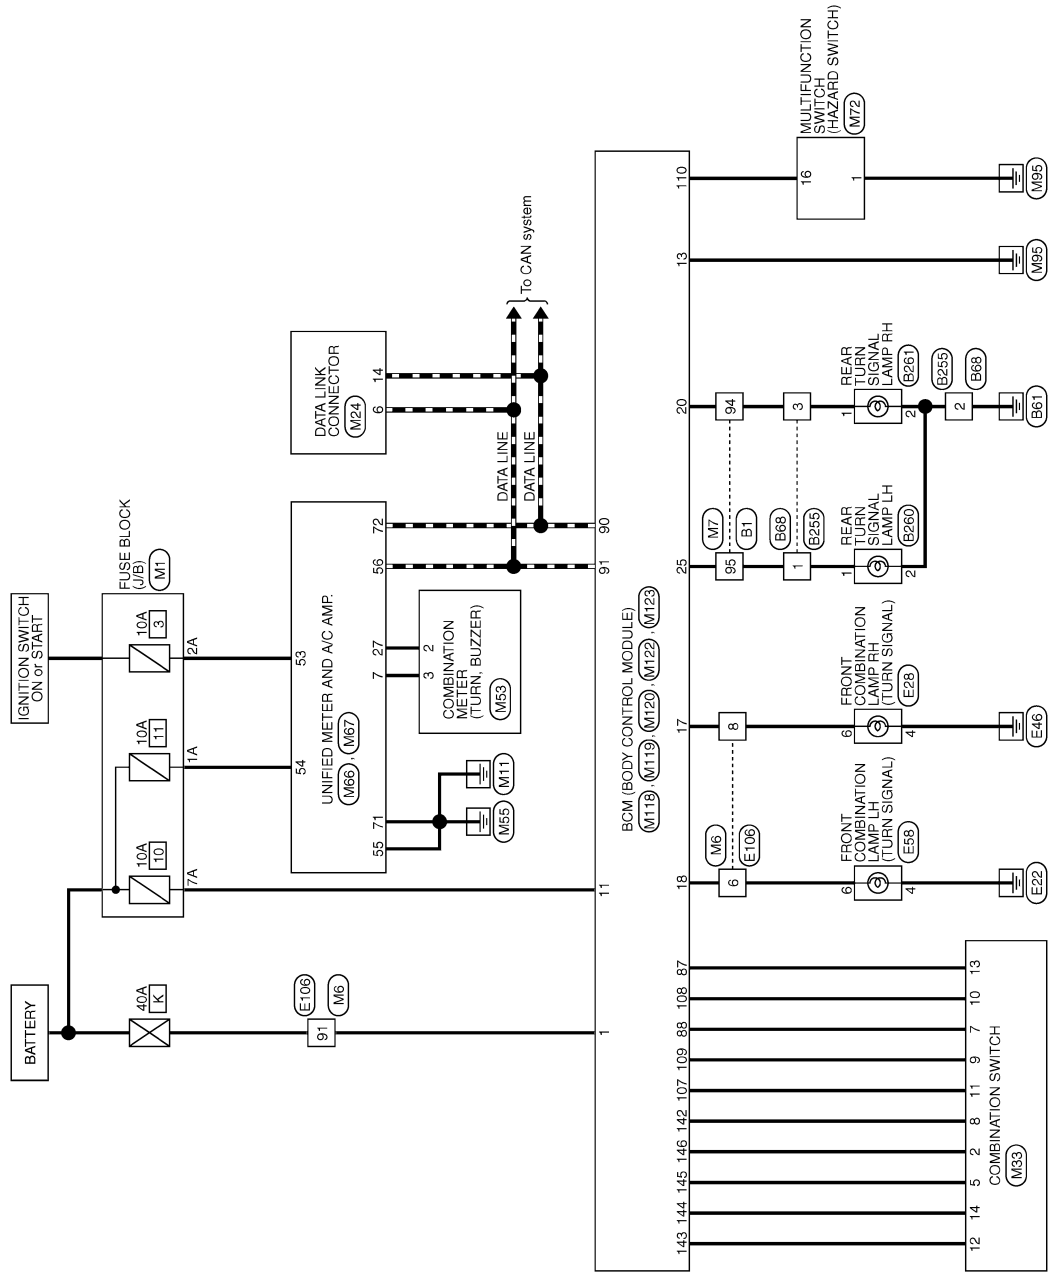 BATTERY
40A
K
E106
M6
91
1
IGNITION SWITCH
ON or START
FUSE BLOCK
(J/B)
M1
10A
10
10A
11
10A
3
7A
1A
2A
11
54
53
UNIFIED METER AND A/C AMP.
M66 , M67
55
71
7
27
56
72
M55
M11
3
2
COMBINATION
METER
(TURN, BUZZER)
M53
DATA LINK
CONNECTOR
M24
6
14
DATA LINE
DATA LINE
To CAN system
91
90
BCM (BODY CONTROL MODULE)
M118 , M119 , M120 , M122 , M123
143
144
145
146
142
107
109
88
108
87
18
17
25
20
13
110
12
14
5
2
8
11
9
7
10
13
COMBINATION SWITCH
M33
M6
E106
6
8
FRONT
COMBINATION
LAMP LH
(TURN SIGNAL)
E58
6
4
E22
FRONT
COMBINATION
LAMP RH
(TURN SIGNAL)
E28
6
4
E46
M7
B1
95
94
B68
B255
1
3
REAR
TURN
SIGNAL
LAMP LH
B260
1
2
REAR
TURN
SIGNAL
LAMP RH
B261
1
2
B255
B68
2
B61
M95
MULTIFUNCTION
SWITCH
(HAZARD SWITCH)
M72
16
1
M95